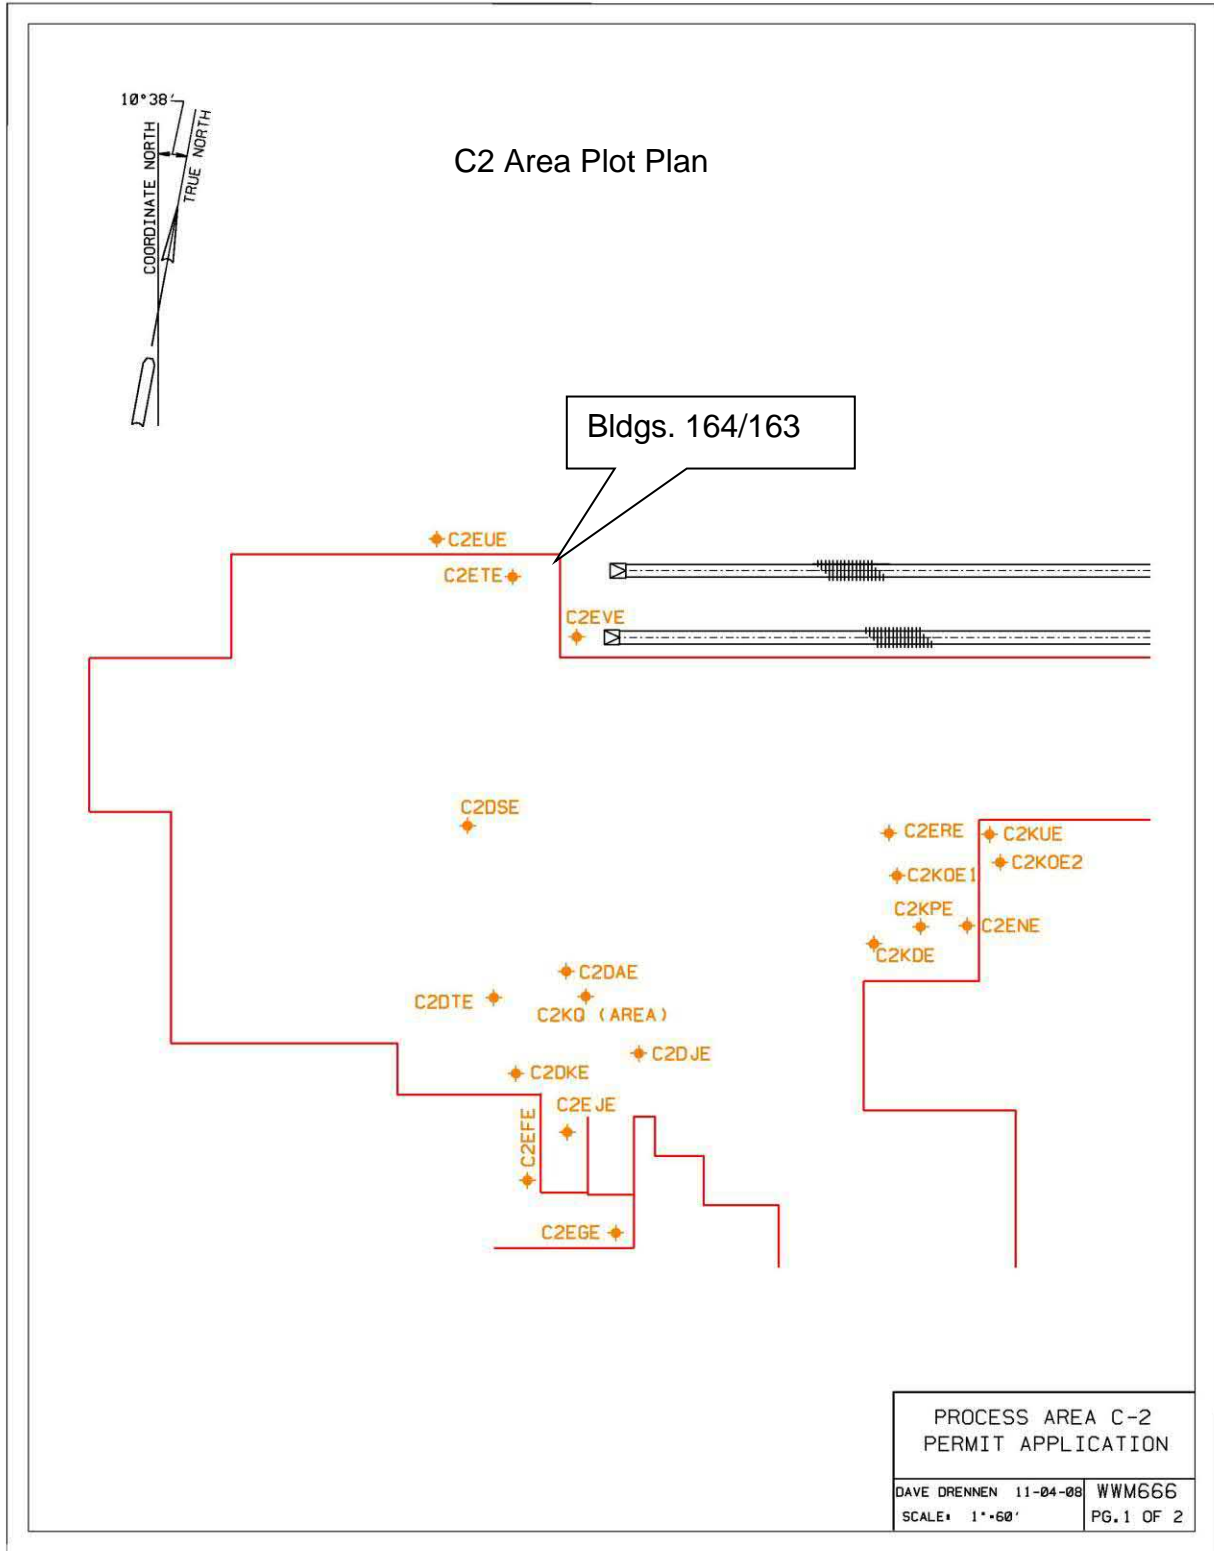 10°38'
COORDINATE NORTH
TRUE NORTH
C2 Area Plot Plan
Bldgs. 164/163
C2EUE
C2ETE
C2EVE
C2DSE
C2ERE
C2KUE
C2KOE2
C2KOE1
C2KPE
C2ENE
C2KDE
C2DAE
C2DTE
C2KQ (AREA)
C2DJE
C2DKE
C2EJE
C2EFE
C2EGE
PROCESS AREA C-2
PERMIT APPLICATION
DAVE DRENNEN 11-04-08
WWM666
SCALE: 1"=60'
PG.1 OF 2